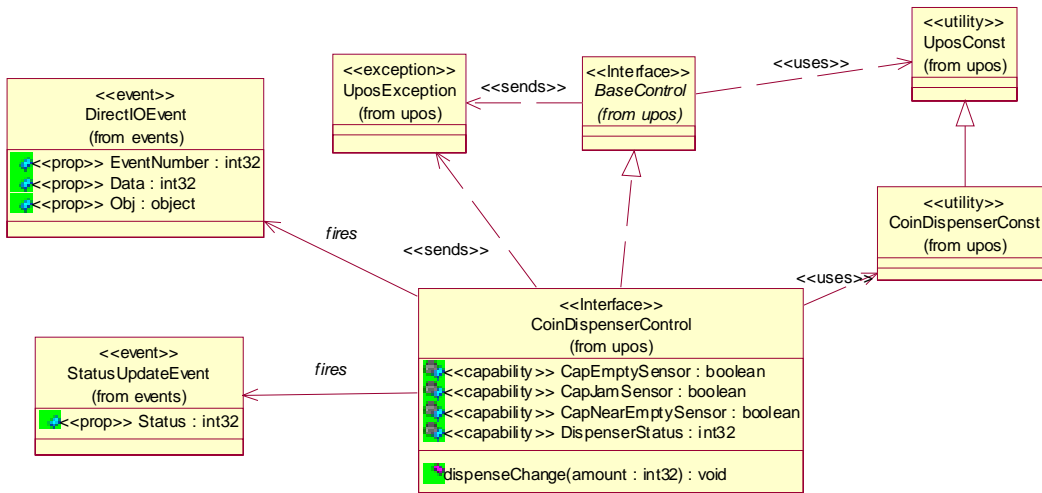 <<utility>>
UposConst
(from upos)
<<uses>>
<<exception>>
UposException
(from upos)
<<sends>>
<<Interface>>
BaseControl
(from upos)
<<event>>
DirectIOEvent
(from events)
<<prop>> EventNumber : int32
<<prop>> Data : int32
<<prop>> Obj : object
<<utility>>
CoinDispenserConst
(from upos)
fires
<<sends>>
<<uses>>
<<Interface>>
CoinDispenserControl
(from upos)
<<capability>> CapEmptySensor : boolean
<<capability>> CapJamSensor : boolean
<<capability>> CapNearEmptySensor : boolean
<<capability>> DispenserStatus : int32
dispenseChange(amount : int32) : void
fires
<<event>>
StatusUpdateEvent
(from events)
<<prop>> Status : int32